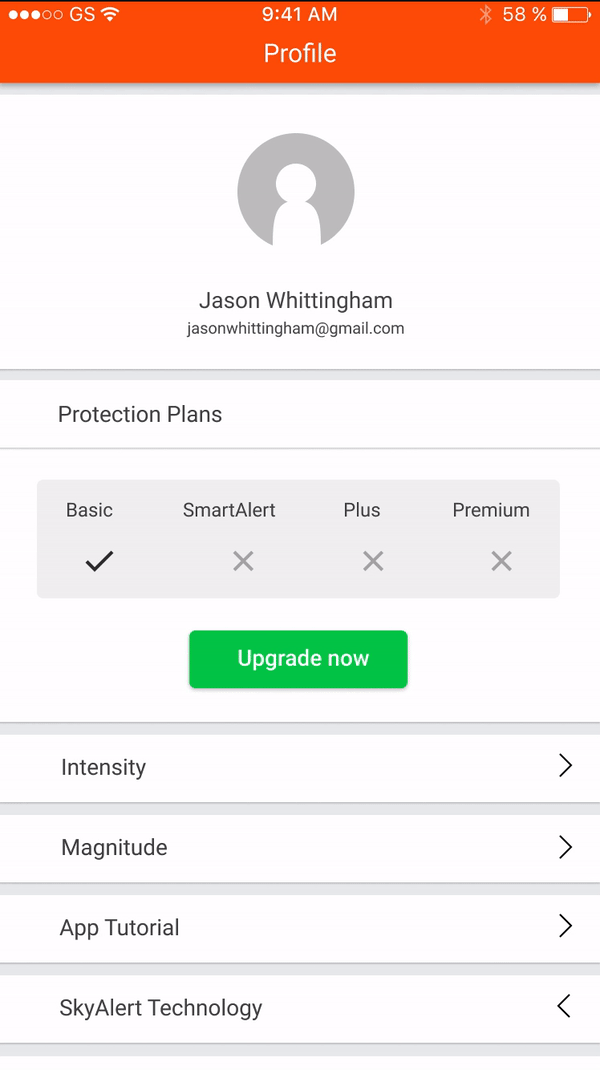 GS 9:41 AM 58 %
Profile
Jason Whittingham
jasonwhittingham@gmail.com
Protection Plans
Basic SmartAlert Plus Premium
Upgrade now
Intensity
Magnitude
App Tutorial
SkyAlert Technology